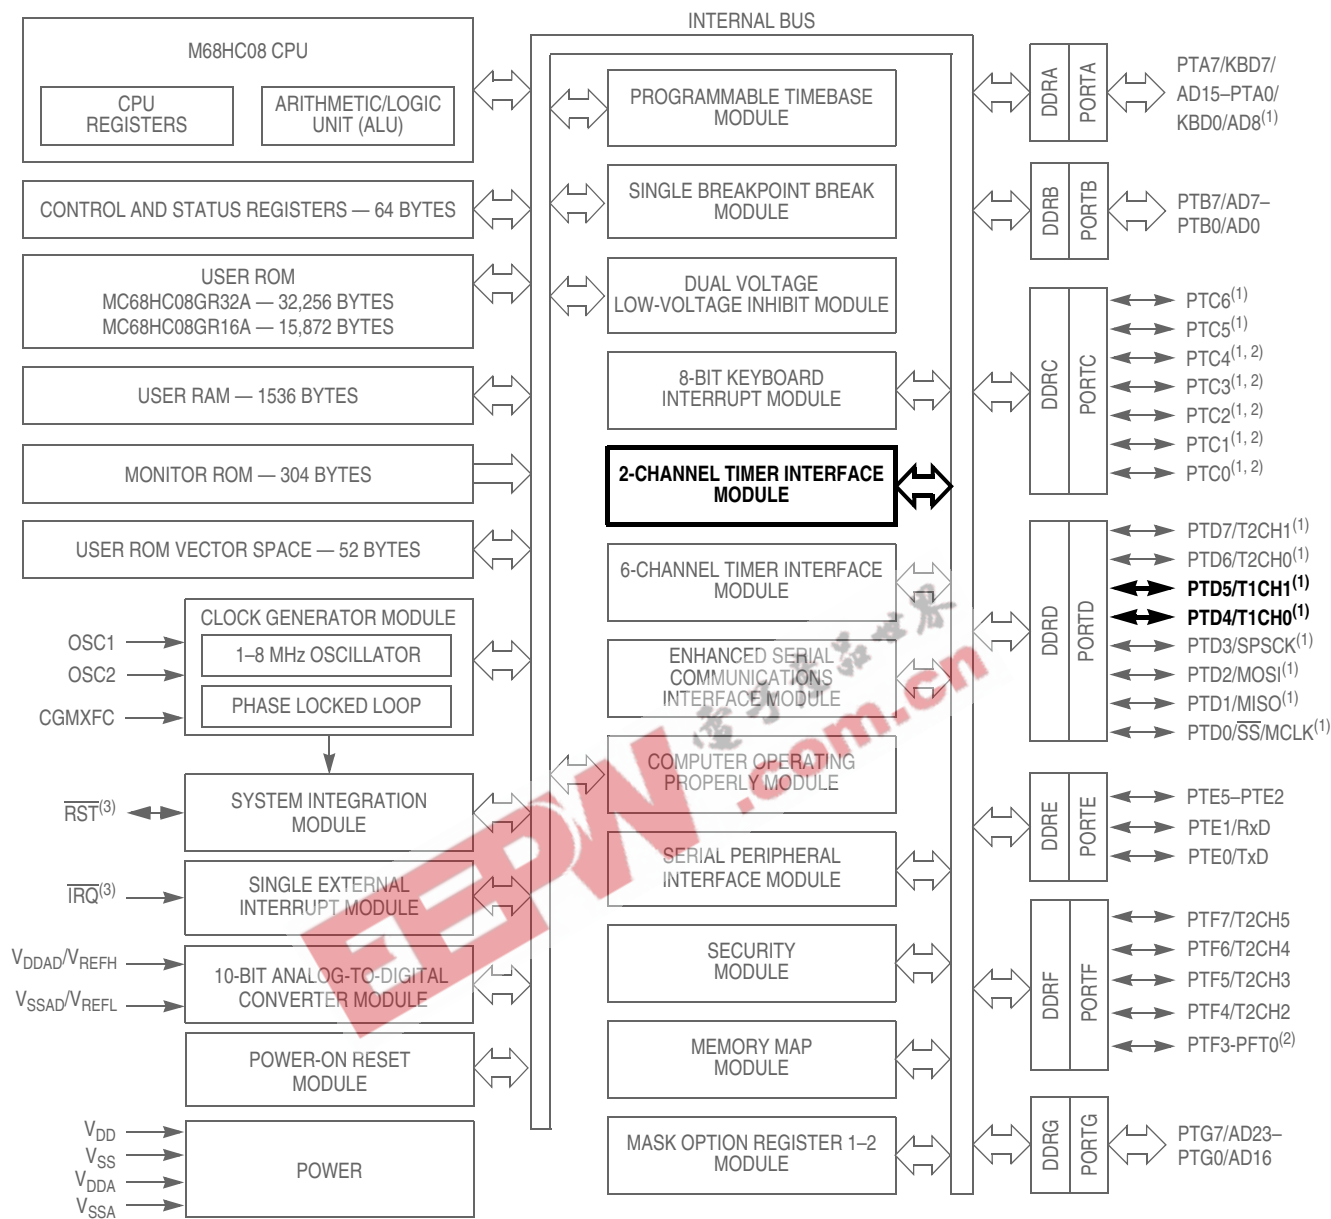 INTERNAL BUS
M68HC08 CPU
CPU
REGISTERS
ARITHMETIC/LOGIC
UNIT (ALU)
CONTROL AND STATUS REGISTERS — 64 BYTES
USER ROM
MC68HC08GR32A — 32,256 BYTES
MC68HC08GR16A — 15,872 BYTES
USER RAM — 1536 BYTES
MONITOR ROM — 304 BYTES
USER ROM VECTOR SPACE — 52 BYTES
CLOCK GENERATOR MODULE
1–8 MHz OSCILLATOR
PHASE LOCKED LOOP
OSC1
OSC2
CGMXFC
SYSTEM INTEGRATION
MODULE
RST(3)
SINGLE EXTERNAL
INTERRUPT MODULE
IRQ(3)
10-BIT ANALOG-TO-DIGITAL
CONVERTER MODULE
VDDAD/VREFH
VSSAD/VREFL
POWER-ON RESET
MODULE
POWER
VDD
VSS
VDDA
VSSA
PROGRAMMABLE TIMEBASE
MODULE
SINGLE BREAKPOINT BREAK
MODULE
DUAL VOLTAGE
LOW-VOLTAGE INHIBIT MODULE
8-BIT KEYBOARD
INTERRUPT MODULE
2-CHANNEL TIMER INTERFACE
MODULE
6-CHANNEL TIMER INTERFACE
MODULE
ENHANCED SERIAL
COMMUNICATIONS
INTERFACE MODULE
COMPUTER OPERATING
PROPERLY MODULE
SERIAL PERIPHERAL
INTERFACE MODULE
SECURITY
MODULE
MEMORY MAP
MODULE
MASK OPTION REGISTER 1–2
MODULE
DDRA
PORTA
PTA7/KBD7/
AD15–PTA0/
KBD0/AD8(1)
DDRB
PORTB
PTB7/AD7–
PTB0/AD0
DDRC
PORTC
PTC6(1)
PTC5(1)
PTC4(1, 2)
PTC3(1, 2)
PTC2(1, 2)
PTC1(1, 2)
PTC0(1, 2)
DDRD
PORTD
PTD7/T2CH1(1)
PTD6/T2CH0(1)
PTD5/T1CH1(1)
PTD4/T1CH0(1)
PTD3/SPSCK(1)
PTD2/MOSI(1)
PTD1/MISO(1)
PTD0/SS/MCLK(1)
DDRE
PORTE
PTE5–PTE2
PTE1/RxD
PTE0/TxD
DDRF
PORTF
PTF7/T2CH5
PTF6/T2CH4
PTF5/T2CH3
PTF4/T2CH2
PTF3-PFT0(2)
DDRG
PORTG
PTG7/AD23–
PTG0/AD16
EEPW
電子產品世界
.com.cn